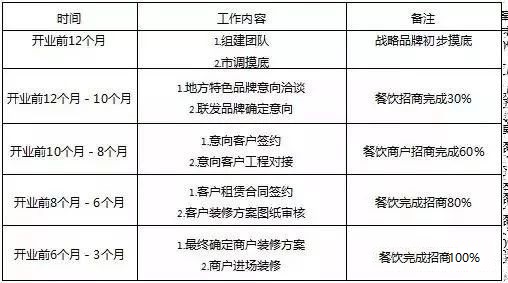 时间 工作内容 备注
开业前12个月 1.组建团队 战略品牌初步摸底
2.市调摸底
开业前12个月 - 10个月 1.地方特色品牌意向洽谈 餐饮招商完成30%
2.联发品牌确定意向
开业前10个月 - 8个月 1.意向客户签约 餐饮商户招商完成60%
2.意向客户工程对接
开业前8个月 - 6个月 1.客户租赁合同签约 餐饮完成招商80%
2.客户装修方案图纸审核
开业前6个月 - 3个月 1.最终确定商户装修方案 餐饮完成招商100%
2.商户进场装修